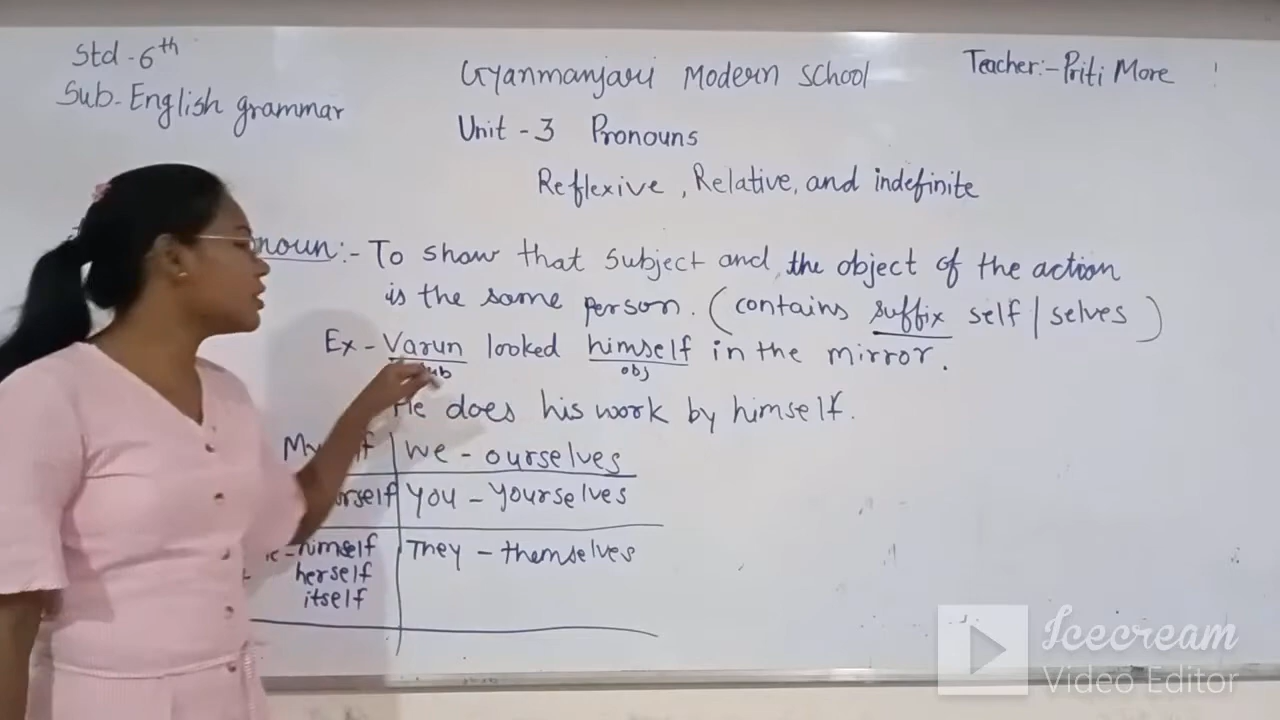 Std - 6th
Sub- English grammar
Gyanmanjari Modern School
Teacher:- Priti More
Unit - 3 Pronouns
Reflexive, Relative, and indefinite
noun:- To show that Subject and, the object of the action
is the same person. (contains suffix self / selves)
Ex - Varun looked himself in the mirror.
ub obj
He does his work by himself.
We - ourselves
rself You - Yourselves
- himself They - themselves
herself
itself
Icecream
Video Editor